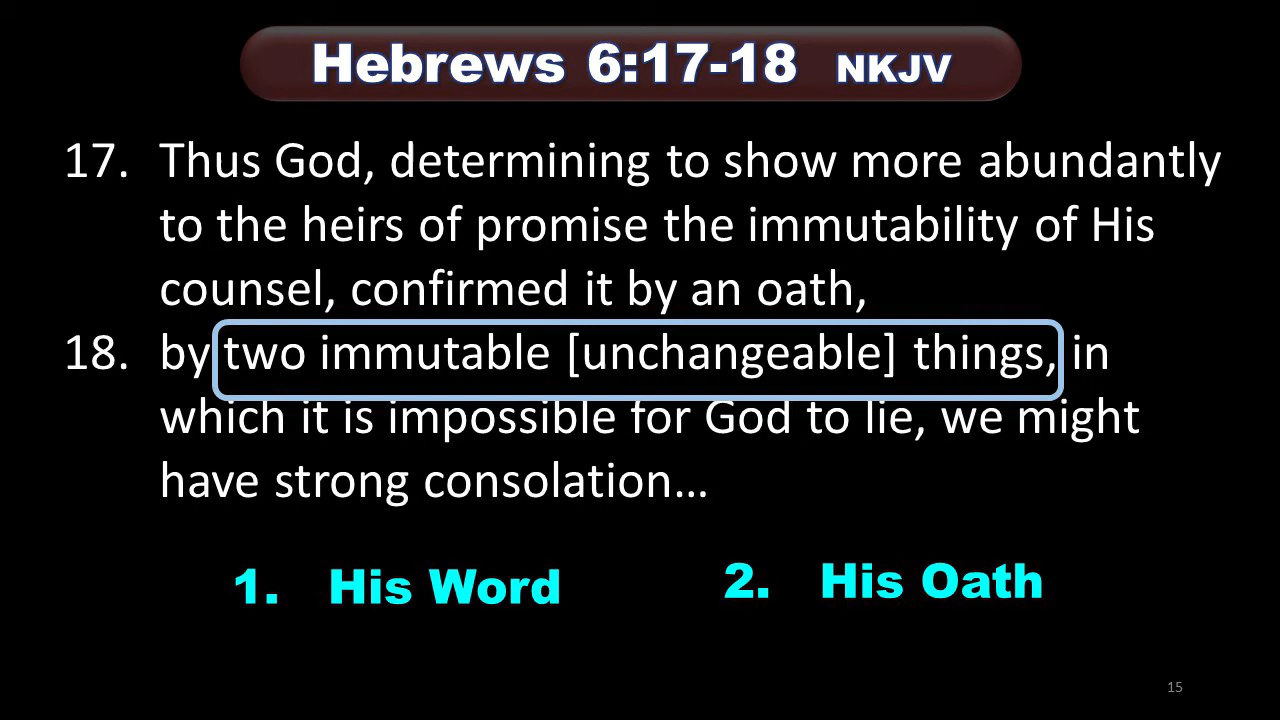 Hebrews 6:17-18 NKJV
17. Thus God, determining to show more abundantly
to the heirs of promise the immutability of His
counsel, confirmed it by an oath,
18. by two immutable [unchangeable] things, in
which it is impossible for God to lie, we might
have strong consolation…
1. His Word 2. His Oath
15